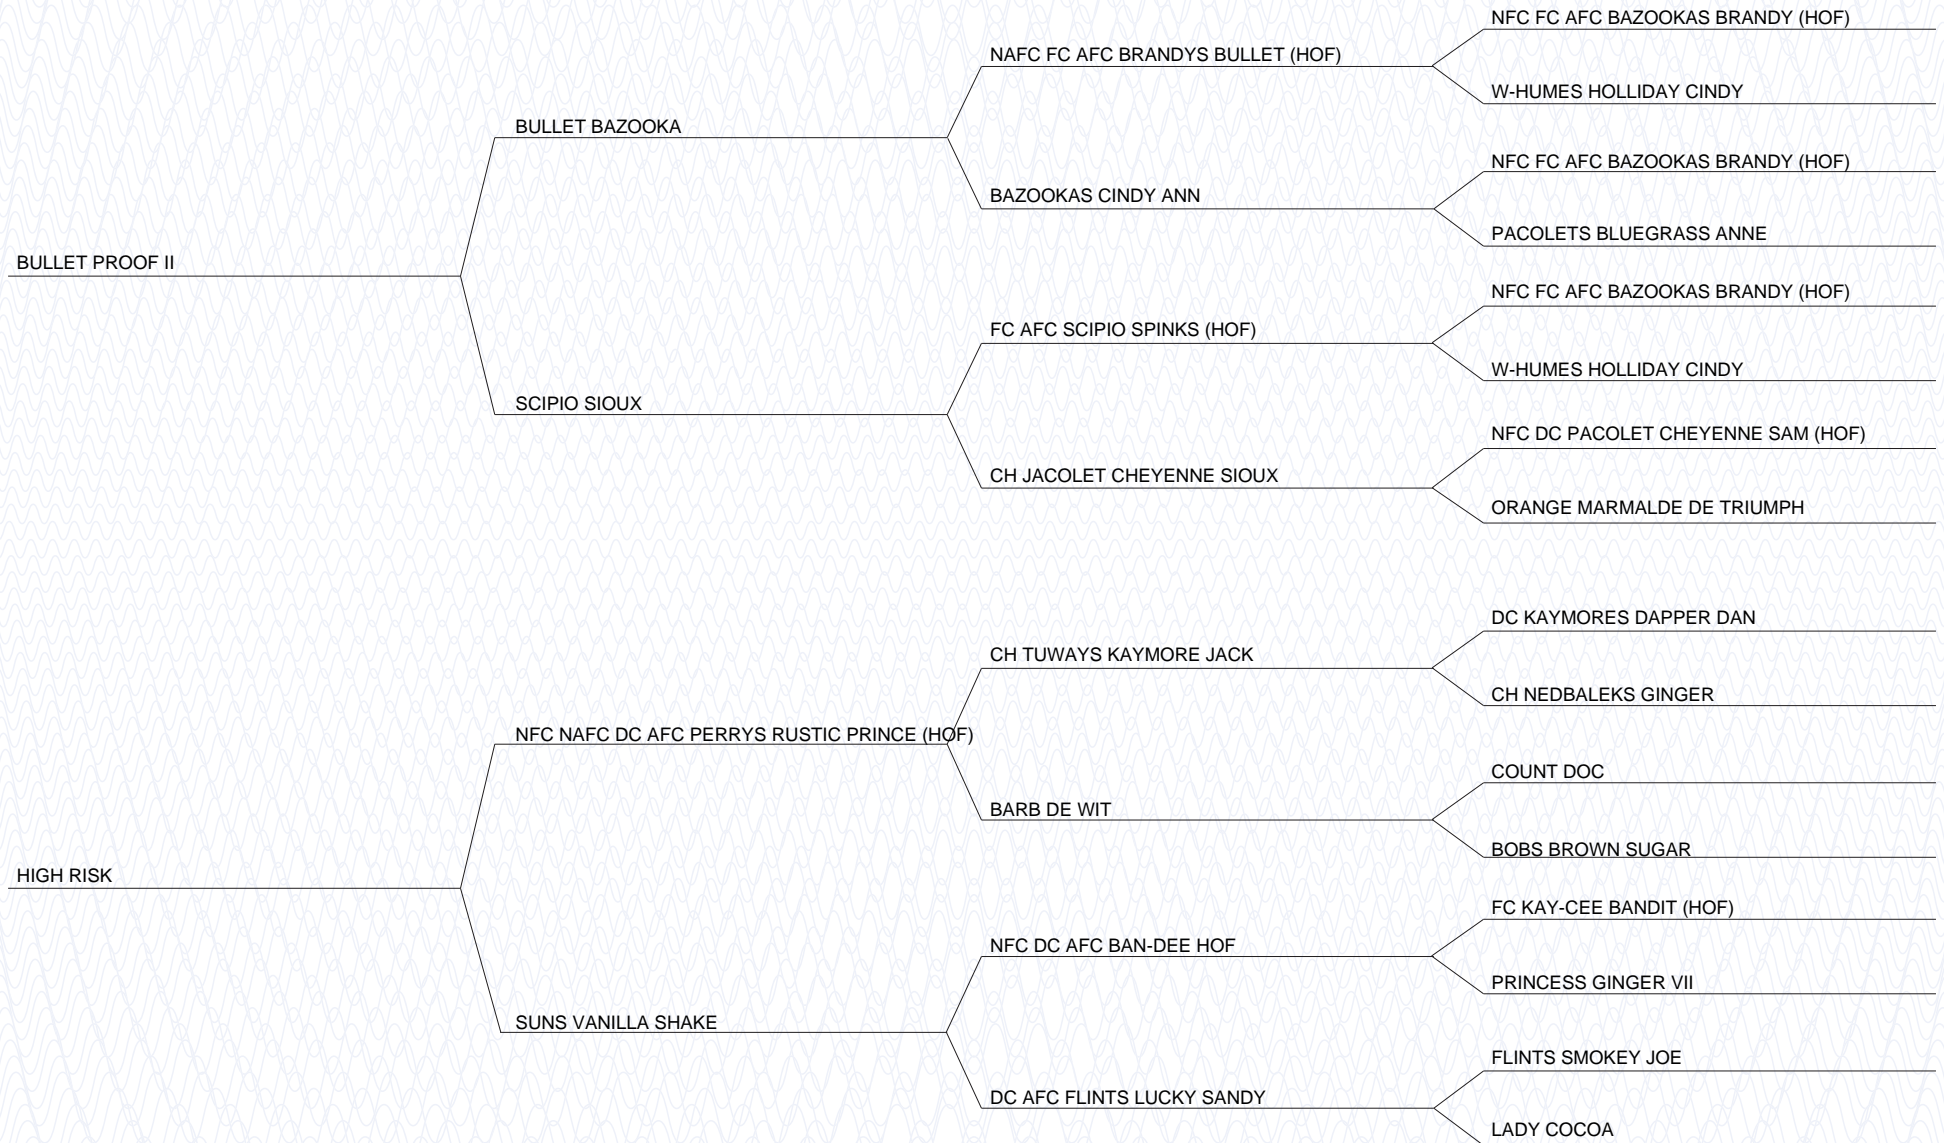 NFC FC AFC BAZOOKAS BRANDY (HOF)
NAFC FC AFC BRANDYS BULLET (HOF)
W-HUMES HOLLIDAY CINDY
BULLET BAZOOKA
NFC FC AFC BAZOOKAS BRANDY (HOF)
BAZOOKAS CINDY ANN
PACOLETS BLUEGRASS ANNE
BULLET PROOF II
NFC FC AFC BAZOOKAS BRANDY (HOF)
FC AFC SCIPIO SPINKS (HOF)
W-HUMES HOLLIDAY CINDY
SCIPIO SIOUX
NFC DC PACOLET CHEYENNE SAM (HOF)
CH JACOLET CHEYENNE SIOUX
ORANGE MARMALDE DE TRIUMPH
DC KAYMORES DAPPER DAN
CH TUWAYS KAYMORE JACK
CH NEDBALEKS GINGER
NFC NAFC DC AFC PERRYS RUSTIC PRINCE (HOF)
COUNT DOC
BARB DE WIT
BOBS BROWN SUGAR
HIGH RISK
FC KAY-CEE BANDIT (HOF)
NFC DC AFC BAN-DEE HOF
PRINCESS GINGER VII
SUNS VANILLA SHAKE
FLINTS SMOKEY JOE
DC AFC FLINTS LUCKY SANDY
LADY COCOA